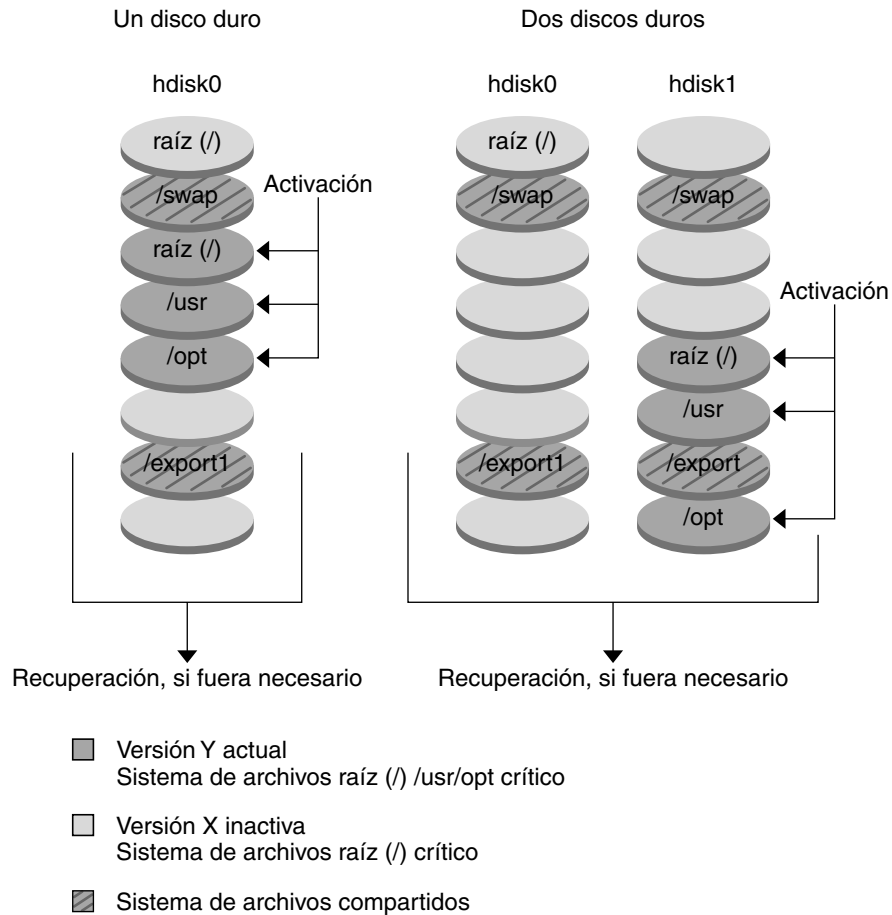 Un disco duro
hdisk0
raíz (/)
/swap
Activación
raíz (/)
/usr
/opt
/export1
Recuperación, si fuera necesario
Dos discos duros
hdisk0
raíz (/)
/swap
/export1
hdisk1
/swap
Activación
raíz (/)
/usr
/export
/opt
Recuperación, si fuera necesario
Versión Y actual
Sistema de archivos raíz (/) /usr/opt crítico
Versión X inactiva
Sistema de archivos raíz (/) crítico
Sistema de archivos compartidos